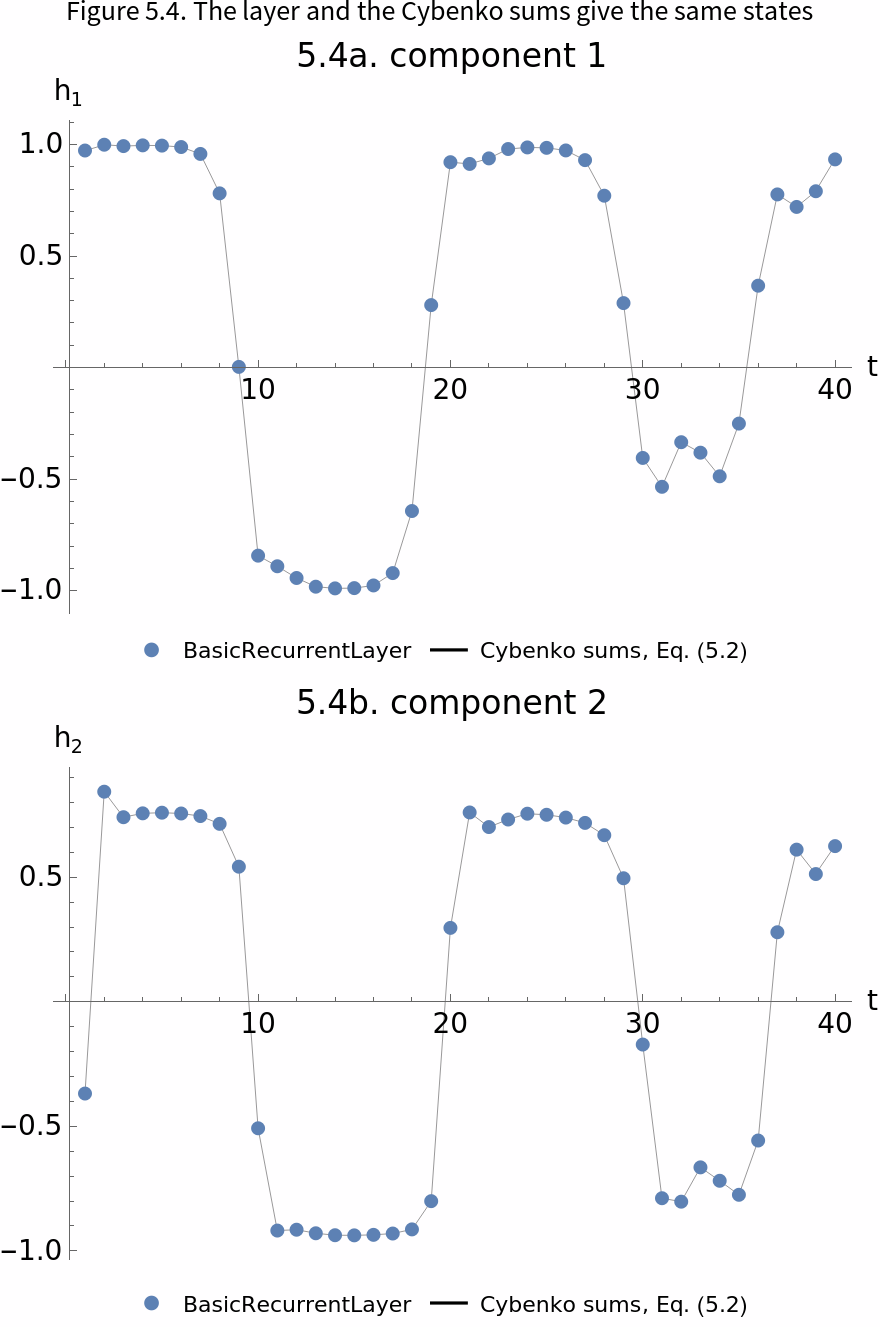 Figure 5.4. The layer and the Cybenko sums give the same states
5.4a. component 1
h₁
1.0
0.5
−0.5
−1.0
10 20 30 40 t
BasicRecurrentLayer Cybenko sums, Eq. (5.2)
5.4b. component 2
h₂
0.5
−0.5
−1.0
10 20 30 40 t
BasicRecurrentLayer Cybenko sums, Eq. (5.2)